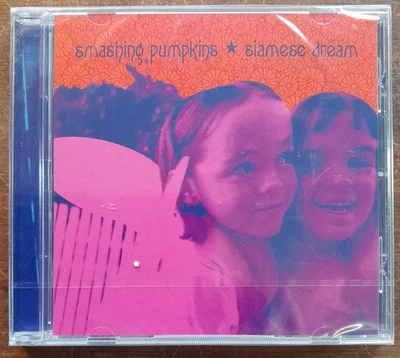 smashing pumpkins ★ siamese dream